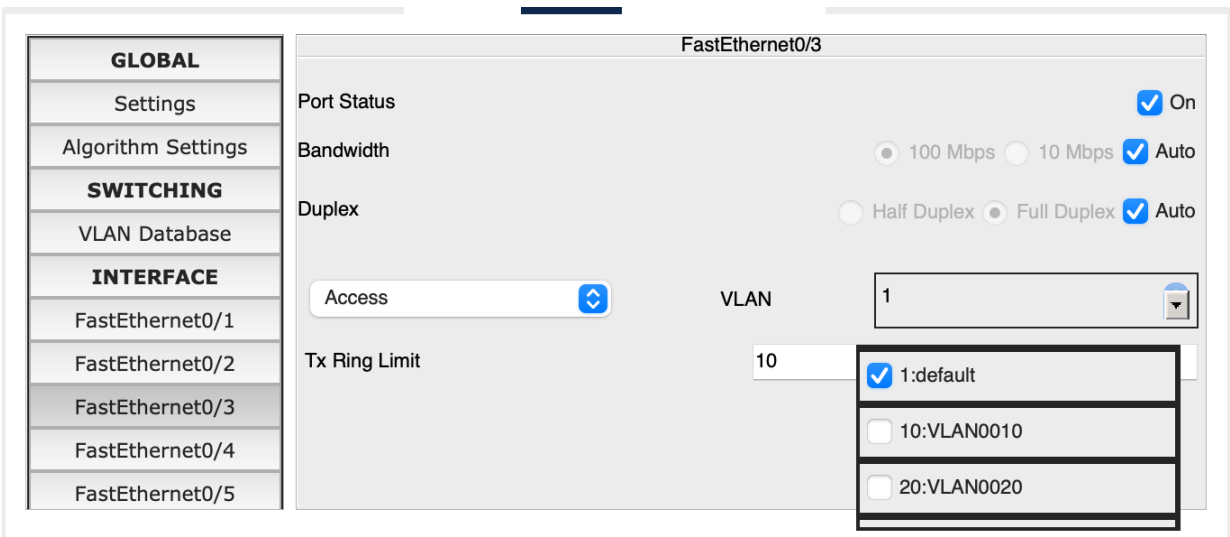 GLOBAL
Settings
Algorithm Settings
SWITCHING
VLAN Database
INTERFACE
FastEthernet0/1
FastEthernet0/2
FastEthernet0/3
FastEthernet0/4
FastEthernet0/5
FastEthernet0/3
Port Status On
Bandwidth 100 Mbps 10 Mbps Auto
Duplex Half Duplex Full Duplex Auto
Access VLAN 1
Tx Ring Limit 10
1:default
10:VLAN0010
20:VLAN0020